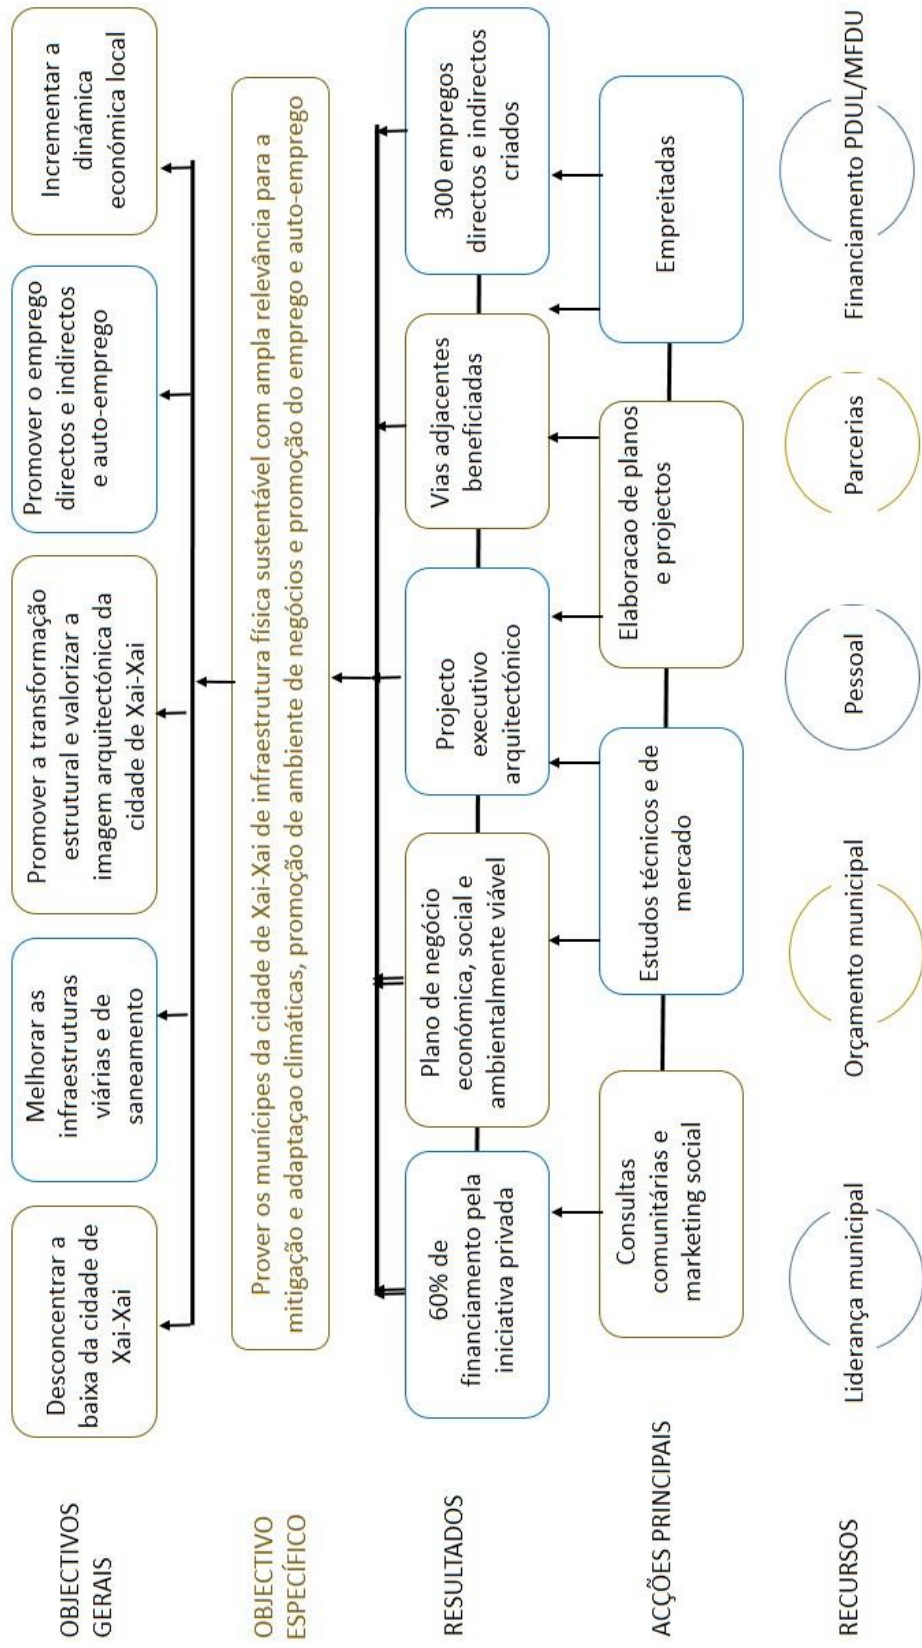 OBJECTIVOS
GERAIS
Desconcentrar a
baixa da cidade de
Xai-Xai
Melhorar as
infraestruturas
viárias e de
saneamento
Promover a transformação
estrutural e valorizar a
imagem arquitectónica da
cidade de Xai-Xai
Promover o emprego
directos e indirectos
e auto-emprego
Incrementar a
dinámica
económica local
OBJECTIVO
ESPECÍFICO
Prover os munícipes da cidade de Xai-Xai de infraestrutura física sustentável com ampla relevância para a
mitigação e adaptaçao climáticas, promoção de ambiente de negócios e promoção do emprego e auto-emprego
RESULTADOS
60% de
financiamento pela
iniciativa privada
Plano de negócio
económica, social e
ambientalmente viável
Projecto
executivo
arquitectónico
Vias adjacentes
beneficiadas
300 empregos
directos e indirectos
criados
ACÇÕES PRINCIPAIS
Consultas
comunitárias e
marketing social
Estudos técnicos e de
mercado
Elaboracao de planos
e projectos
Empreitadas
RECURSOS
Liderança municipal
Orçamento municipal
Pessoal
Parcerias
Financiamento PDUL/MFDU